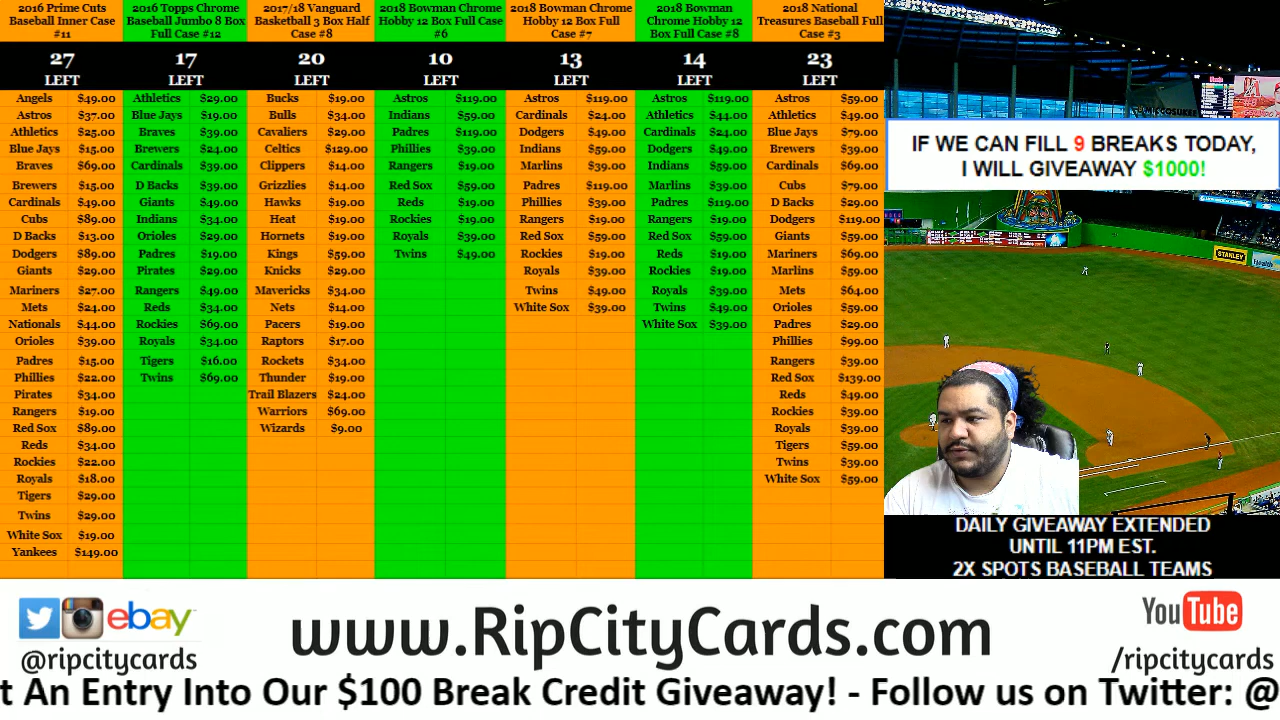 2016 Prime Cuts
Baseball Inner Case
#11
27
LEFT
Angels $49.00
Astros $37.00
Athletics $25.00
Blue Jays $15.00
Braves $69.00
Brewers $15.00
Cardinals $49.00
Cubs $89.00
D Backs $13.00
Dodgers $89.00
Giants $29.00
Mariners $27.00
Mets $24.00
Nationals $44.00
Orioles $39.00
Padres $15.00
Phillies $22.00
Pirates $34.00
Rangers $19.00
Red Sox $89.00
Reds $34.00
Rockies $22.00
Royals $18.00
Tigers $29.00
Twins $29.00
White Sox $19.00
Yankees $149.00
2016 Topps Chrome
Baseball Jumbo 8 Box
Full Case #12
17
LEFT
Athletics $29.00
Blue Jays $19.00
Braves $39.00
Brewers $24.00
Cardinals $39.00
D Backs $39.00
Giants $49.00
Indians $34.00
Orioles $29.00
Padres $19.00
Pirates $29.00
Rangers $49.00
Reds $34.00
Rockies $69.00
Royals $34.00
Tigers $16.00
Twins $69.00
2017/18 Vanguard
Basketball 3 Box Half
Case #8
20
LEFT
Bucks $19.00
Bulls $34.00
Cavaliers $29.00
Celtics $129.00
Clippers $14.00
Grizzlies $14.00
Hawks $19.00
Heat $19.00
Hornets $19.00
Kings $59.00
Knicks $29.00
Mavericks $34.00
Nets $14.00
Pacers $19.00
Raptors $17.00
Rockets $34.00
Thunder $19.00
Trail Blazers $24.00
Warriors $69.00
Wizards $9.00
2018 Bowman Chrome
Hobby 12 Box Full Case
#6
10
LEFT
Astros $119.00
Indians $59.00
Padres $119.00
Phillies $39.00
Rangers $19.00
Red Sox $59.00
Reds $19.00
Rockies $19.00
Royals $39.00
Twins $49.00
2018 Bowman Chrome
Hobby 12 Box Full
Case #7
13
LEFT
Astros $119.00
Cardinals $24.00
Dodgers $49.00
Indians $59.00
Marlins $39.00
Padres $119.00
Phillies $39.00
Rangers $19.00
Red Sox $59.00
Rockies $19.00
Royals $39.00
Twins $49.00
White Sox $39.00
2018 Bowman
Chrome Hobby 12
Box Full Case #8
14
LEFT
Astros $119.00
Athletics $44.00
Cardinals $24.00
Dodgers $49.00
Indians $59.00
Marlins $39.00
Padres $119.00
Rangers $19.00
Red Sox $59.00
Reds $19.00
Rockies $19.00
Royals $39.00
Twins $49.00
White Sox $39.00
2018 National
Treasures Baseball Full
Case #3
23
LEFT
Astros $59.00
Athletics $49.00
Blue Jays $79.00
Brewers $39.00
Cardinals $69.00
Cubs $79.00
D Backs $29.00
Dodgers $119.00
Giants $59.00
Mariners $69.00
Marlins $59.00
Mets $64.00
Orioles $59.00
Padres $29.00
Phillies $99.00
Rangers $39.00
Red Sox $139.00
Reds $49.00
Rockies $39.00
Royals $39.00
Tigers $59.00
Twins $39.00
White Sox $59.00
IF WE CAN FILL 9 BREAKS TODAY,
I WILL GIVEAWAY $1000!
STANLEY
DAILY GIVEAWAY EXTENDED
UNTIL 11PM EST.
2X SPOTS BASEBALL TEAMS
ebay
@ripcitycards
www.RipCityCards.com
YouTube
/ripcitycards
t An Entry Into Our $100 Break Credit Giveaway! - Follow us on Twitter: @